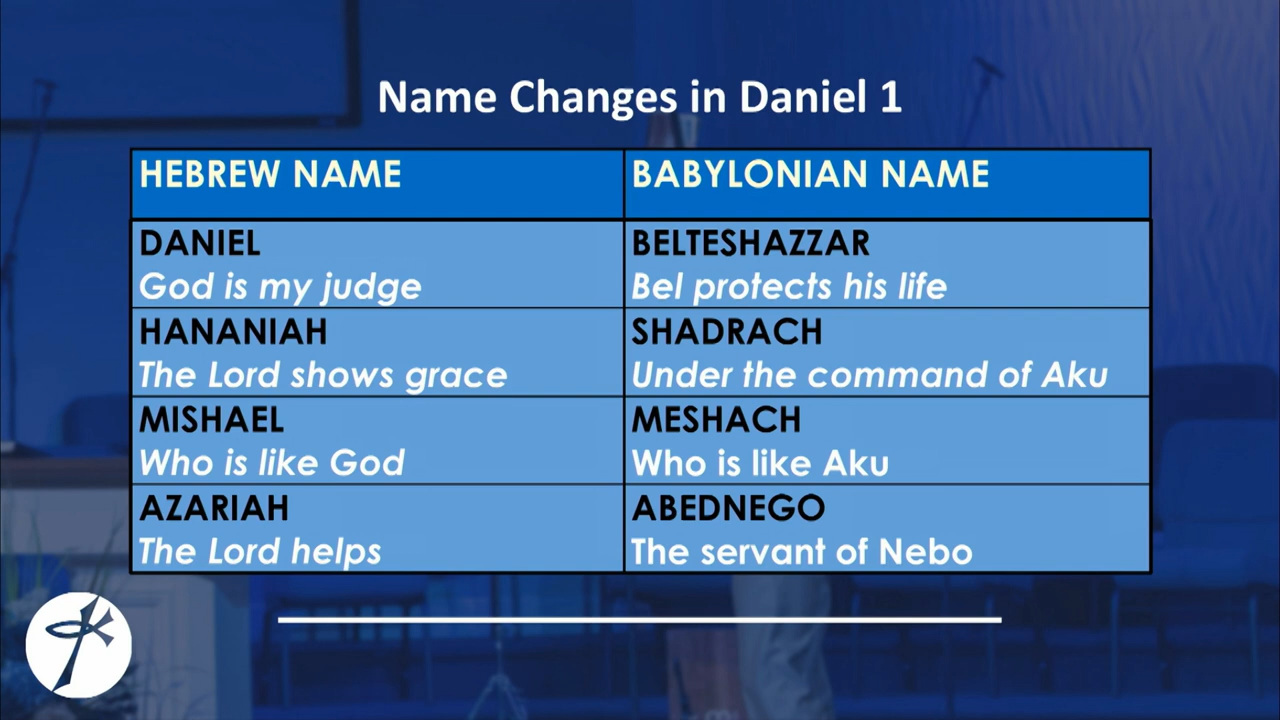 Name Changes in Daniel 1
HEBREW NAME
BABYLONIAN NAME
DANIEL
God is my judge
BELTESHAZZAR
Bel protects his life
HANANIAH
The Lord shows grace
SHADRACH
Under the command of Aku
MISHAEL
Who is like God
MESHACH
Who is like Aku
AZARIAH
The Lord helps
ABEDNEGO
The servant of Nebo